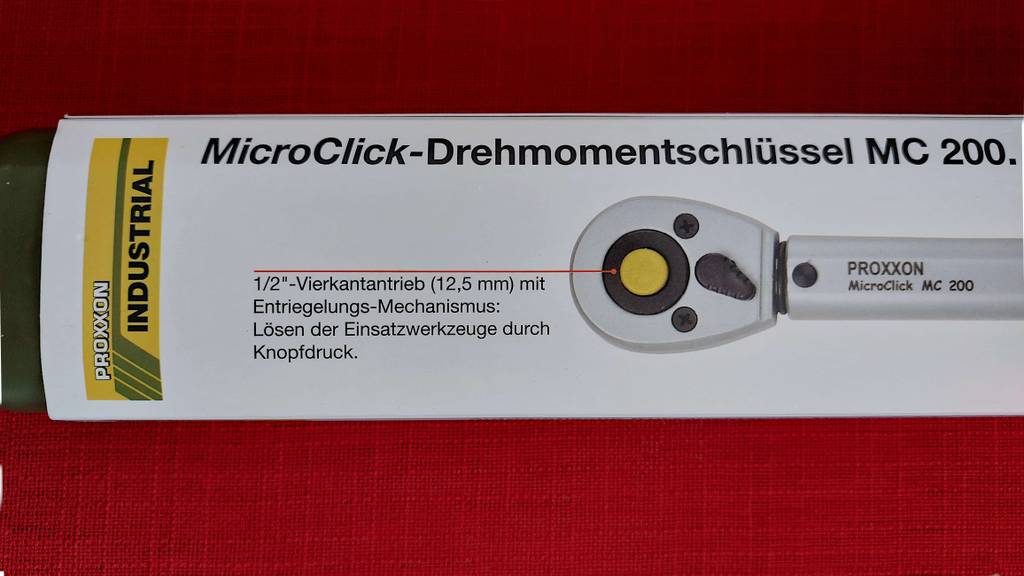 MicroClick-Drehmomentschlüssel MC 200.
PROXXON
INDUSTRIAL
1/2"-Vierkantantrieb (12,5 mm) mit
Entriegelungs-Mechanismus:
Lösen der Einsatzwerkzeuge durch
Knopfdruck.
PROXXON
MicroClick MC 200